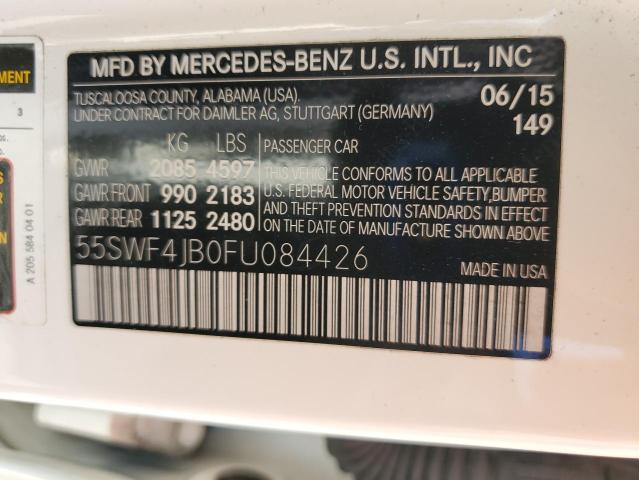 MFD BY MERCEDES-BENZ U.S. INTL., INC
TUSCALOOSA COUNTY, ALABAMA (USA).
UNDER CONTRACT FOR DAIMLER AG, STUTTGART (GERMANY)
06/15
149
KG LBS
GVWR 2085 4597
GAWR FRONT 990 2183
GAWR REAR 1125 2480
PASSENGER CAR
THIS VEHICLE CONFORMS TO ALL APPLICABLE
U.S. FEDERAL MOTOR VEHICLE SAFETY,BUMPER
AND THEFT PREVENTION STANDARDS IN EFFECT
ON THE DATE OF MANUFACTURE SHOWN ABOVE.
55SWF4JB0FU084426
MADE IN USA
3
A 205 584 04 01